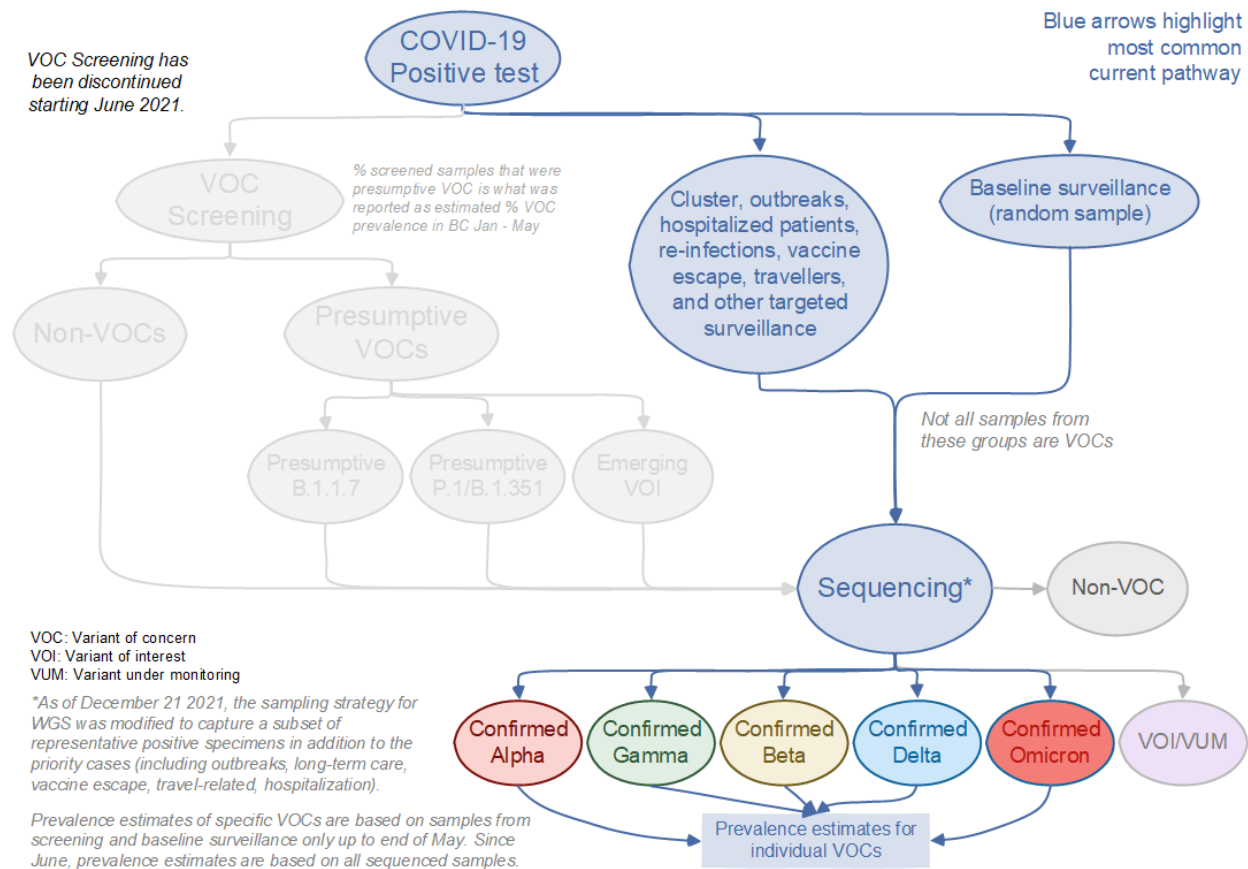 VOC Screening has
been discontinued
starting June 2021.
COVID-19
Positive test
Blue arrows highlight
most common
current pathway
VOC
Screening
% screened samples that were
presumptive VOC is what was
reported as estimated % VOC
prevalence in BC Jan - May
Cluster, outbreaks,
hospitalized patients,
re-infections, vaccine
escape, travellers,
and other targeted
surveillance
Baseline surveillance
(random sample)
Non-VOCs
Presumptive
VOCs
Not all samples from
these groups are VOCs
Presumptive
B.1.1.7
Presumptive
P.1/B.1.351
Emerging
VOI
Sequencing*
Non-VOC
VOC: Variant of concern
VOI: Variant of interest
VUM: Variant under monitoring
*As of December 21 2021, the sampling strategy for
WGS was modified to capture a subset of
representative positive specimens in addition to the
priority cases (including outbreaks, long-term care,
vaccine escape, travel-related, hospitalization).
Prevalence estimates of specific VOCs are based on samples from
screening and baseline surveillance only up to end of May. Since
June, prevalence estimates are based on all sequenced samples.
Confirmed
Alpha
Confirmed
Gamma
Confirmed
Beta
Confirmed
Delta
Confirmed
Omicron
VOI/VUM
Prevalence estimates for
individual VOCs